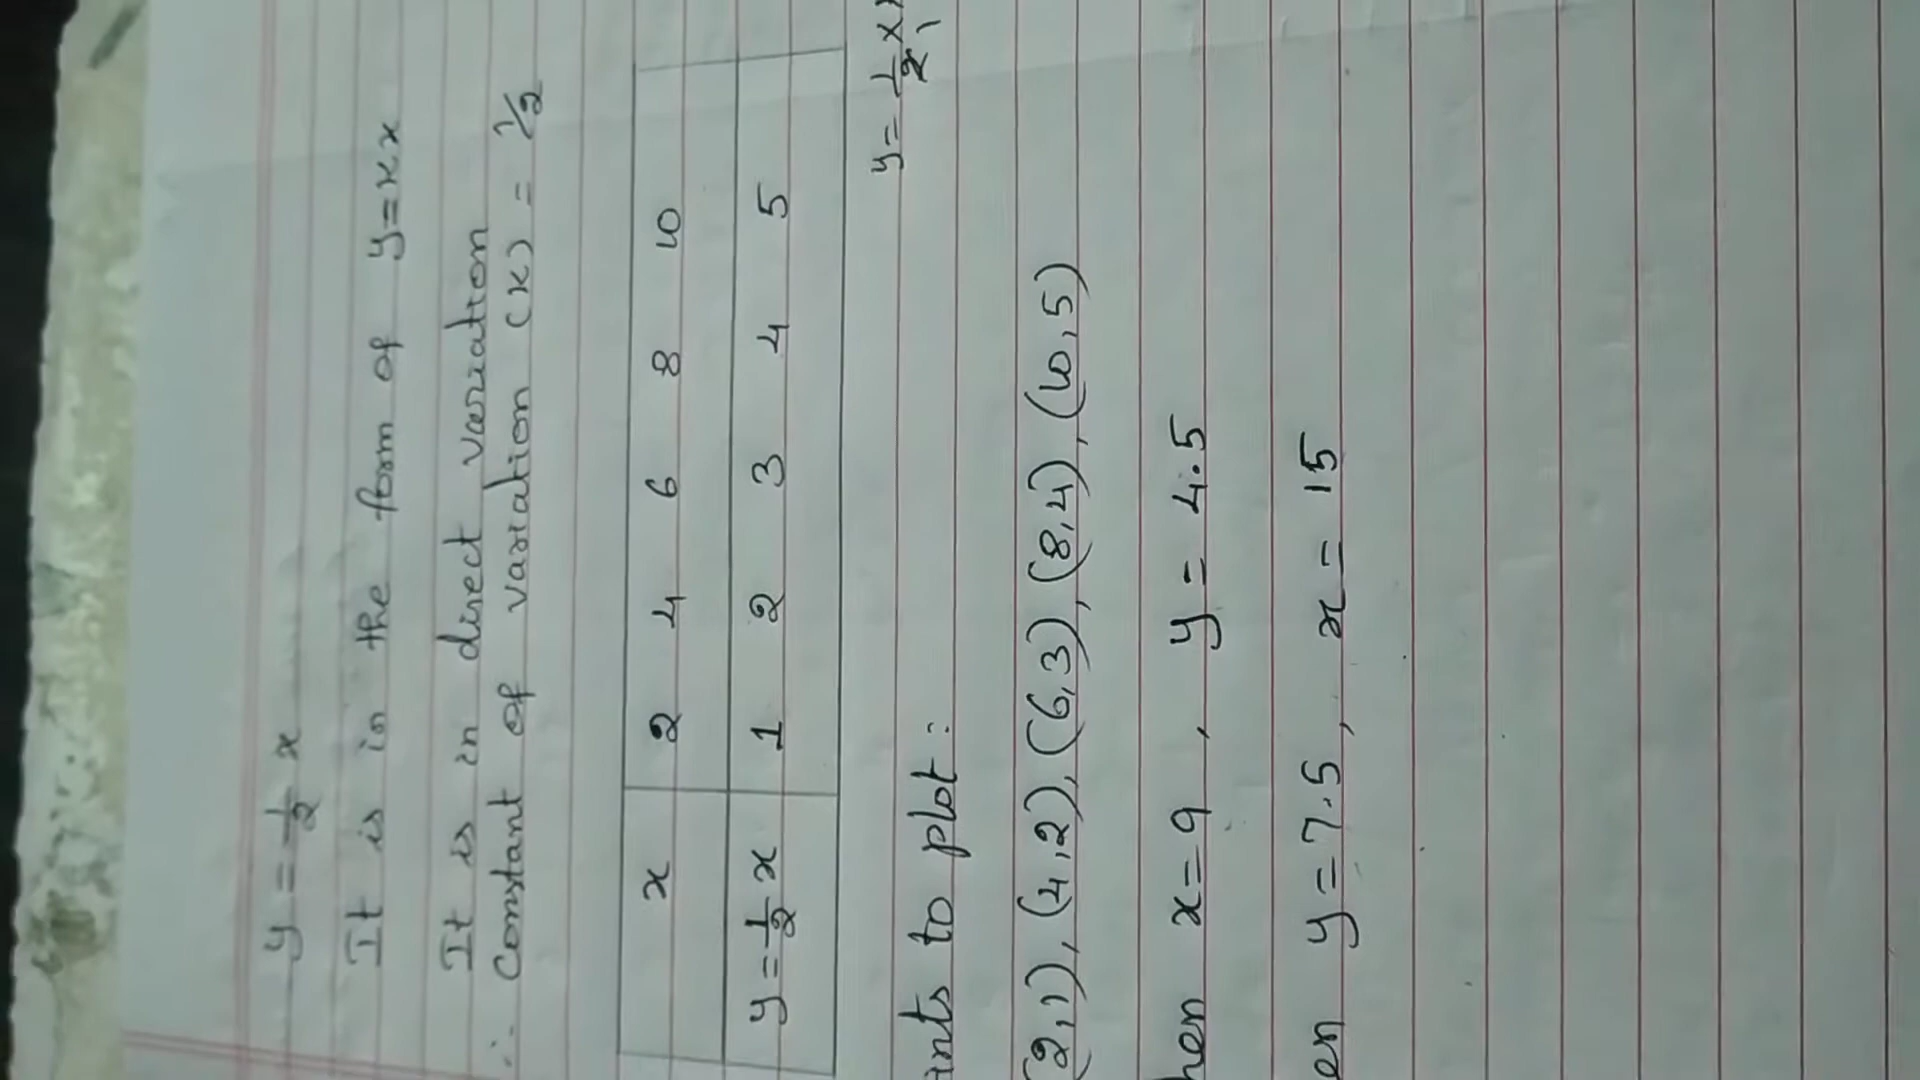 y = 1/2 x
It is in the form of y = kx
It is in direct variation
∴ Constant of variation (k) = 1/2
x 2 4 6 8 10
y = 1/2 x 1 2 3 4 5
y = 1/2 x
ints to plot:
(2,1), (4,2), (6,3), (8,4), (10,5)
hen x = 9, y = 4.5
en y = 7.5, x = 15